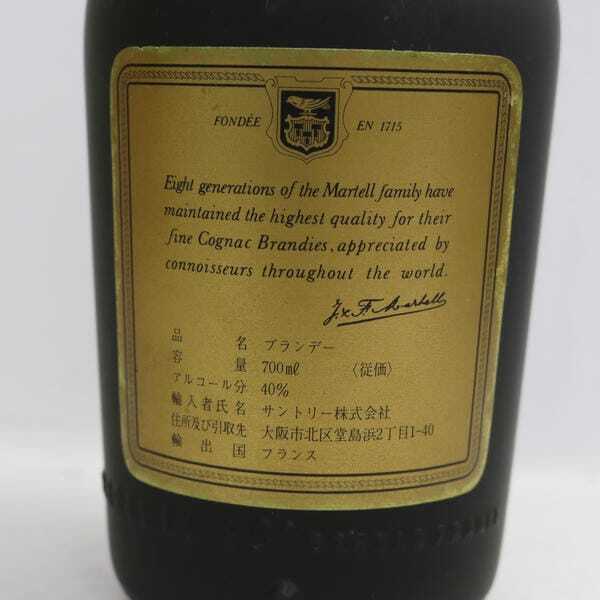 FONDÉE EN 1715
Eight generations of the Martell family have
maintained the highest quality for their
fine Cognac Brandies, appreciated by
connoisseurs throughout the world.
J. & F. Martell
品名 ブランデー
容量 700ml 〈従価〉
アルコール分 40%
輸入者氏名 サントリー株式会社
住所及び引取先 大阪市北区堂島浜2丁目1-40
輸出国 フランス